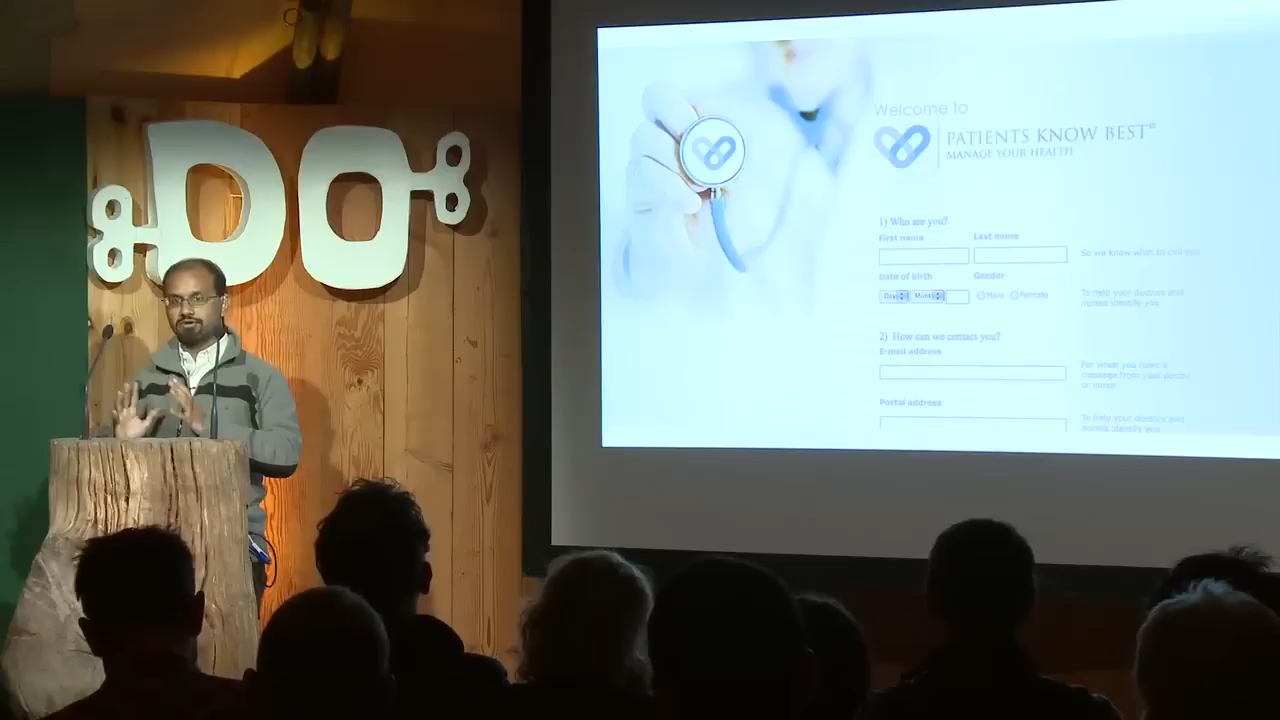 DO
Welcome to
PATIENTS KNOW BEST®
MANAGE YOUR HEALTH
1) Who are you?
First name Last name
So we know what to call you
Date of birth Gender
Day Month Male Female
To help your doctors and
nurses identify you
2) How can we contact you?
E-mail address
For when you have a
message from your doctor
or nurse
Postal address
To help your doctors and
nurses identify you